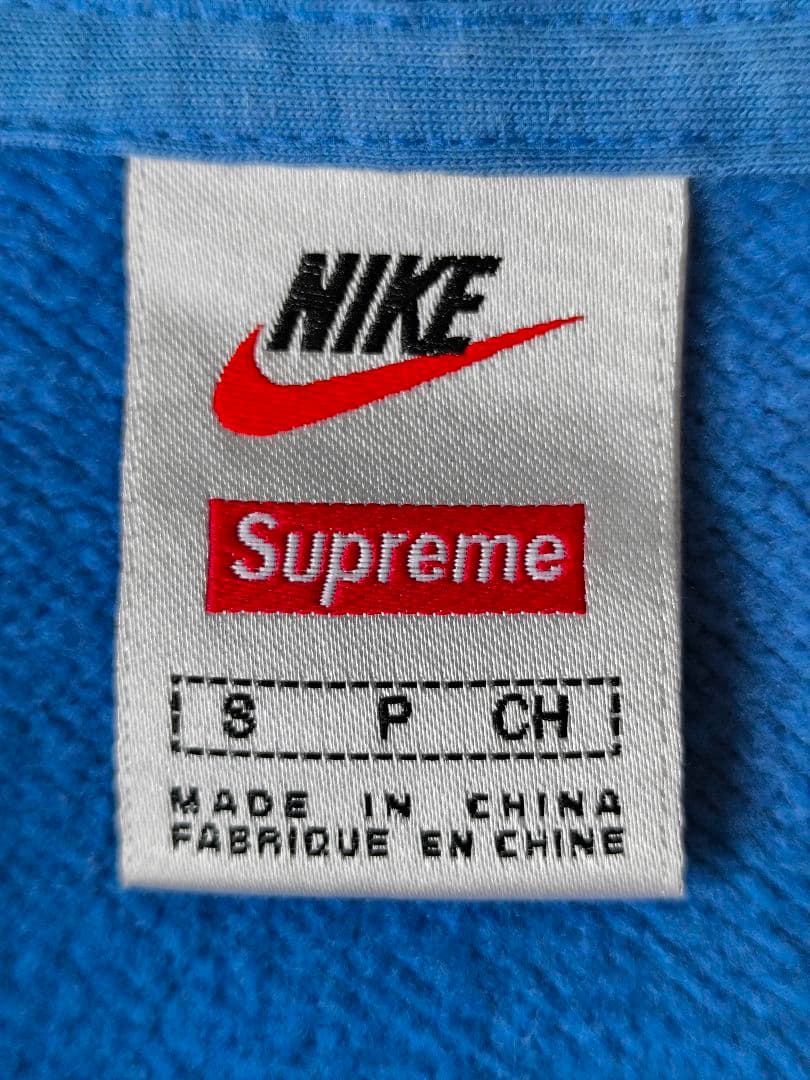 NIKE
Supreme
S P CH
MADE IN CHINA
FABRIQUE EN CHINE